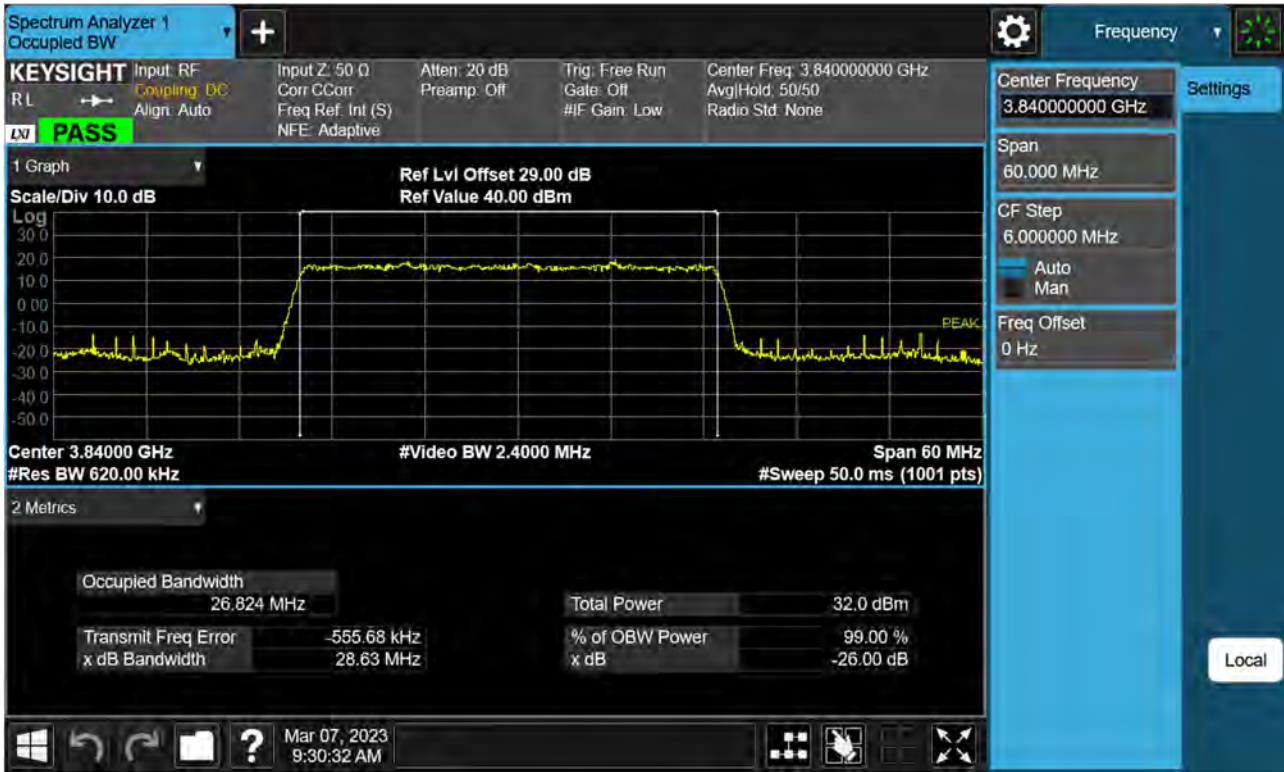 Spectrum Analyzer 1
Occupied BW
+
Frequency
KEYSIGHT
R L
LXI
PASS
Input: RF
Coupling: DC
Align: Auto
Input Z: 50 Ω
Corr CCorr
Freq Ref: Int (S)
NFE: Adaptive
Atten: 20 dB
Preamp: Off
Trig: Free Run
Gate: Off
#IF Gain: Low
Center Freq: 3.840000000 GHz
Avg|Hold: 50/50
Radio Std: None
Center Frequency
3.840000000 GHz
Settings
Span
60.000 MHz
CF Step
6.000000 MHz
Auto
Man
Freq Offset
0 Hz
Local
1 Graph
Scale/Div 10.0 dB
Ref Lvl Offset 29.00 dB
Ref Value 40.00 dBm
Log
30.0
20.0
10.0
0.00
-10.0
-20.0
-30.0
-40.0
-50.0
PEAK
Center 3.84000 GHz
#Video BW 2.4000 MHz
Span 60 MHz
#Res BW 620.00 kHz
#Sweep 50.0 ms (1001 pts)
2 Metrics
Occupied Bandwidth
26.824 MHz
Total Power 32.0 dBm
Transmit Freq Error -555.68 kHz
% of OBW Power 99.00 %
x dB Bandwidth 28.63 MHz
x dB -26.00 dB
?
Mar 07, 2023
9:30:32 AM